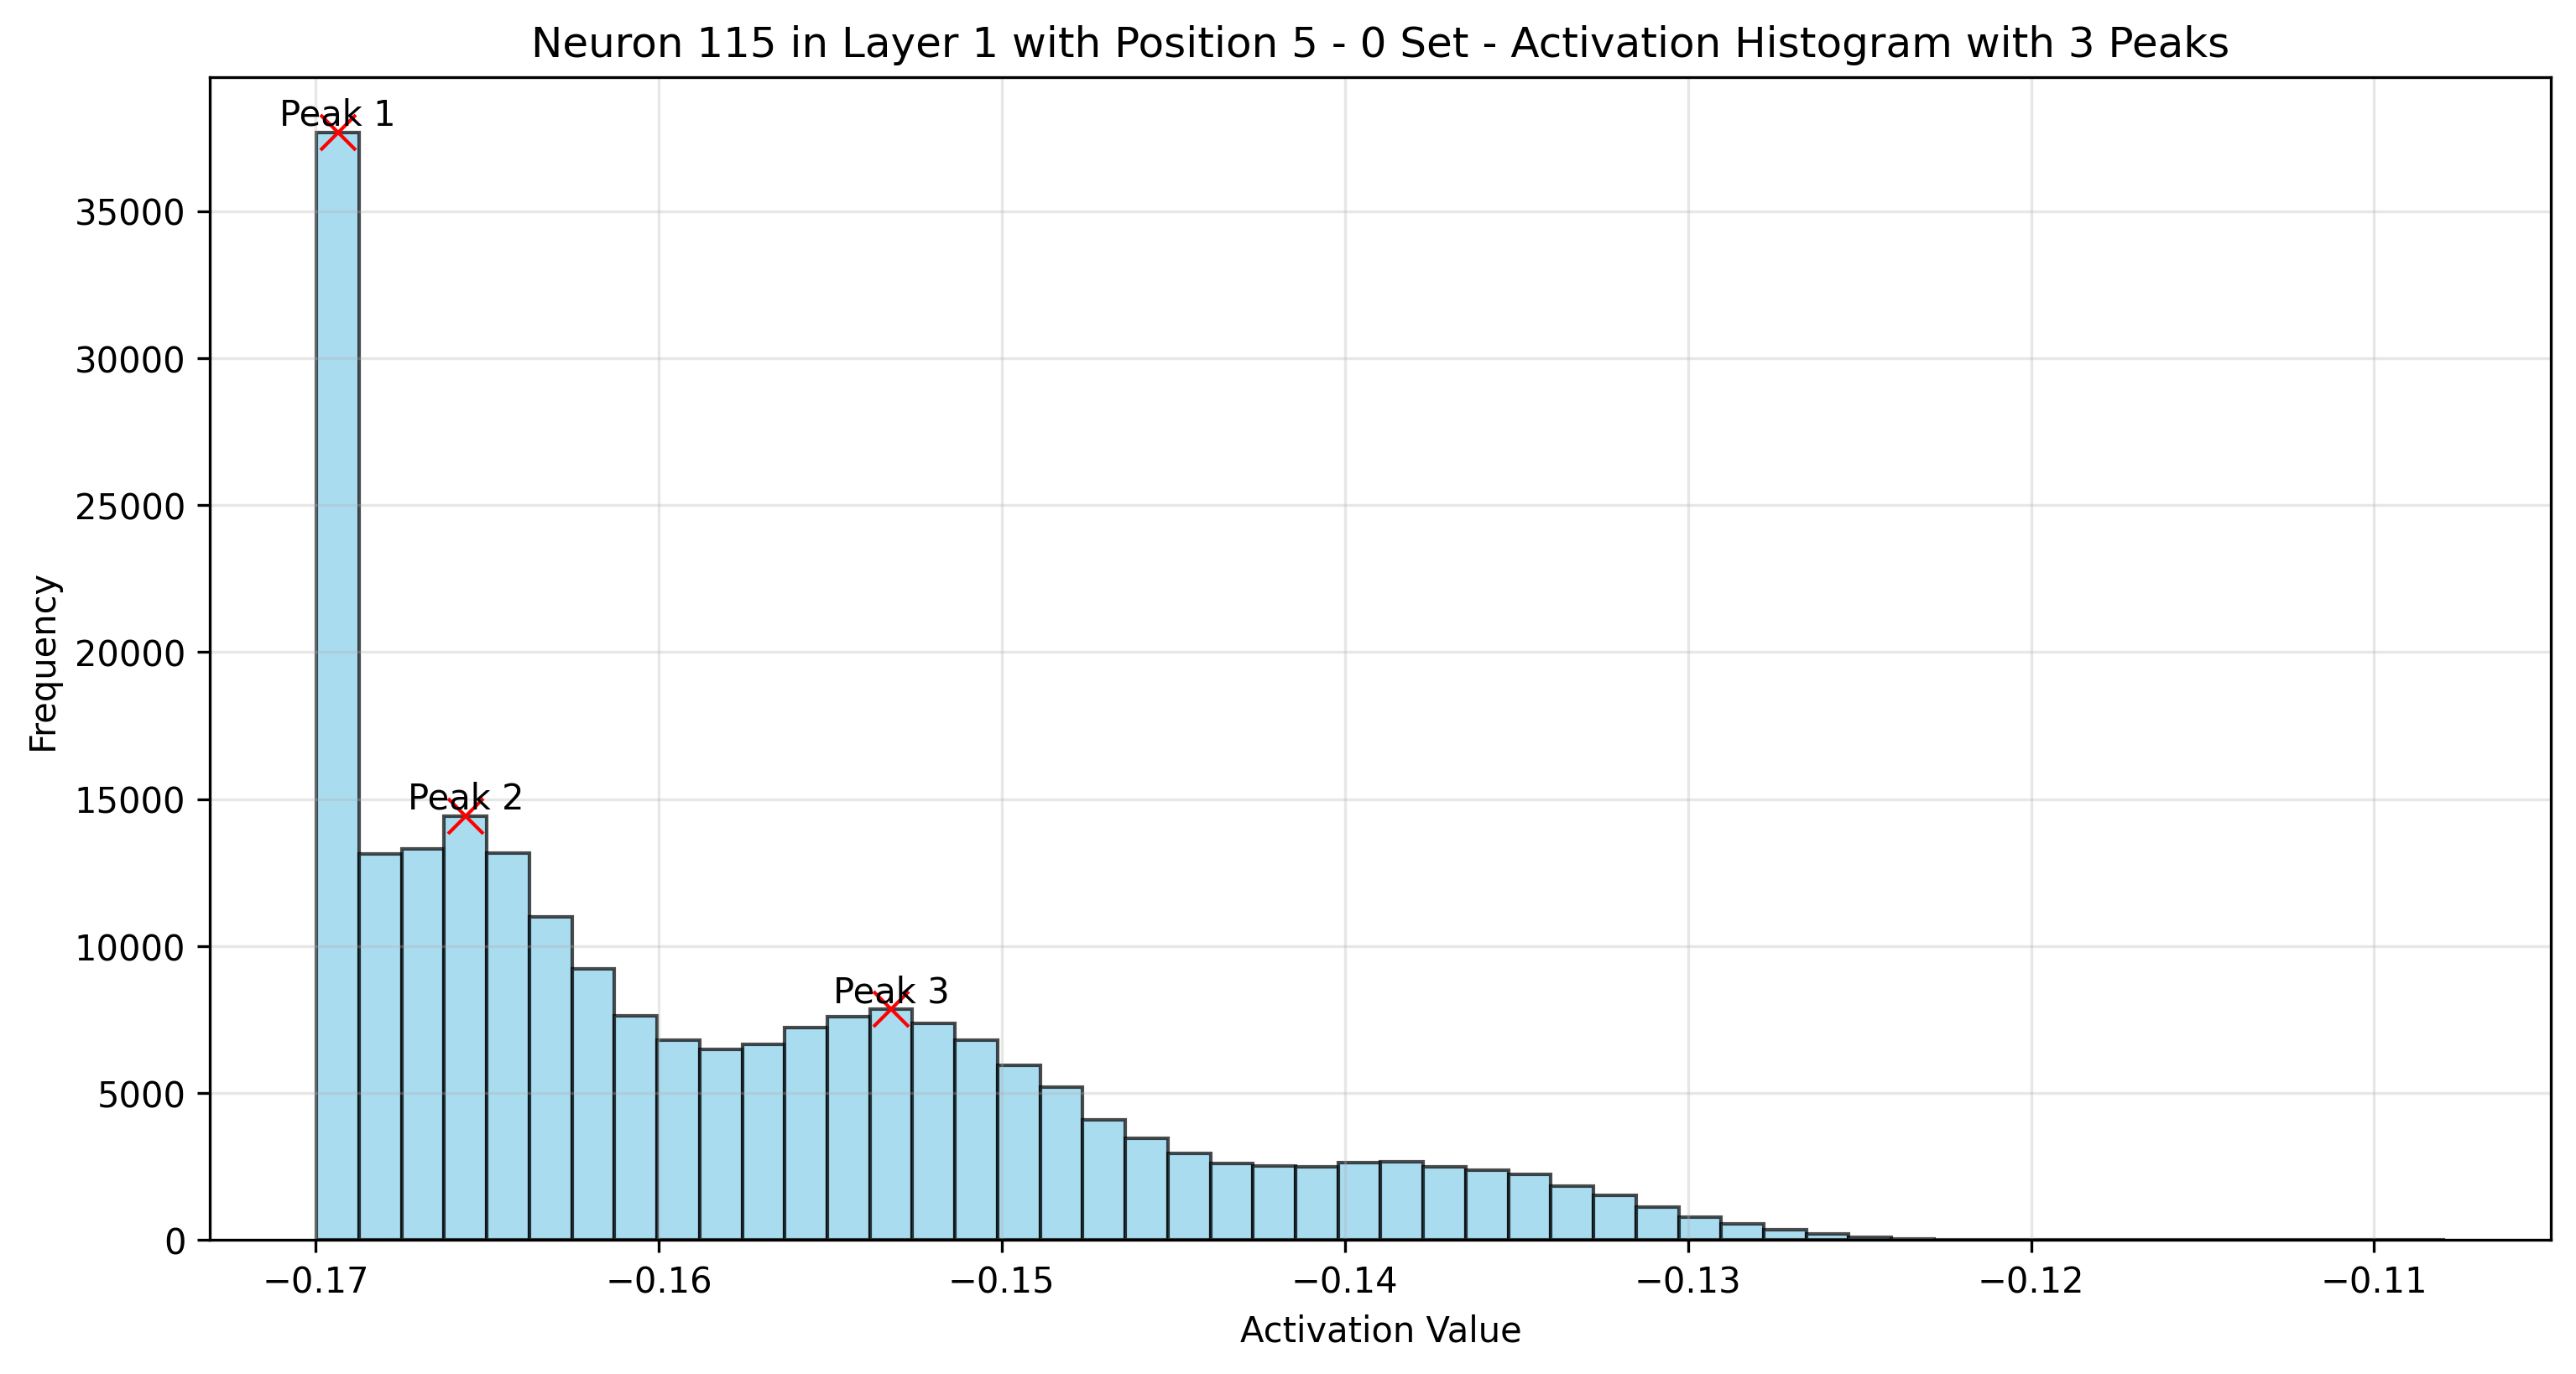 Neuron 115 in Layer 1 with Position 5 - 0 Set - Activation Histogram with 3 Peaks
Peak 1
Peak 2
Peak 3
Frequency
35000
30000
25000
20000
15000
10000
5000
0
−0.17 −0.16 −0.15 −0.14 −0.13 −0.12 −0.11
Activation Value